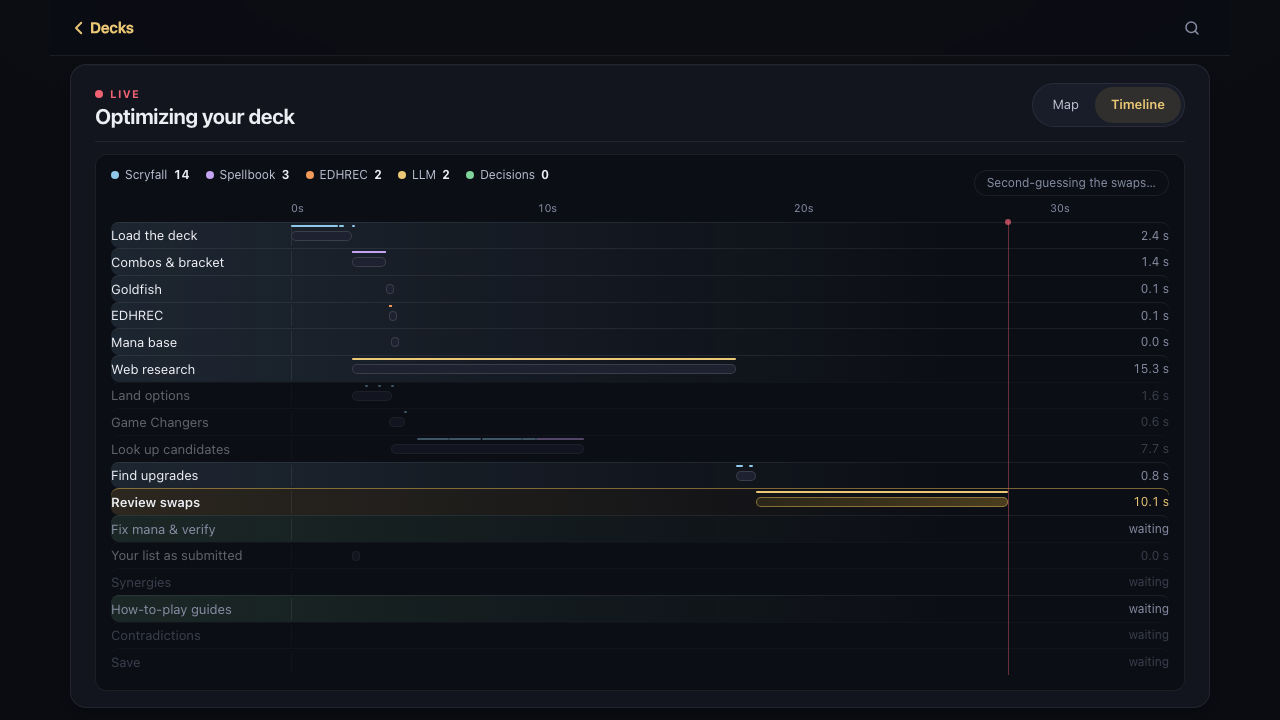 Decks
LIVE
Optimizing your deck
Map Timeline
Scryfall 14 Spellbook 3 EDHREC 2 LLM 2 Decisions 0
Second-guessing the swaps...
0s 10s 20s 30s
Load the deck 2.4 s
Combos & bracket 1.4 s
Goldfish 0.1 s
EDHREC 0.1 s
Mana base 0.0 s
Web research 15.3 s
Land options 1.6 s
Game Changers 0.6 s
Look up candidates 7.7 s
Find upgrades 0.8 s
Review swaps 10.1 s
Fix mana & verify waiting
Your list as submitted 0.0 s
Synergies waiting
How-to-play guides waiting
Contradictions waiting
Save waiting